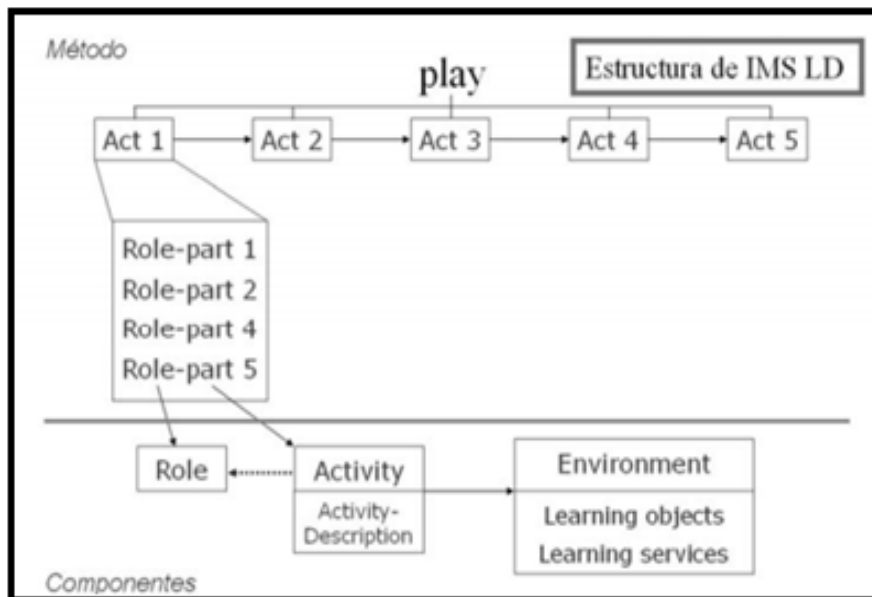 Método
Estructura de IMS LD
play
Act 1
Act 2
Act 3
Act 4
Act 5
Role-part 1
Role-part 2
Role-part 4
Role-part 5
Role
Activity
Activity-
Description
Environment
Learning objects
Learning services
Componentes